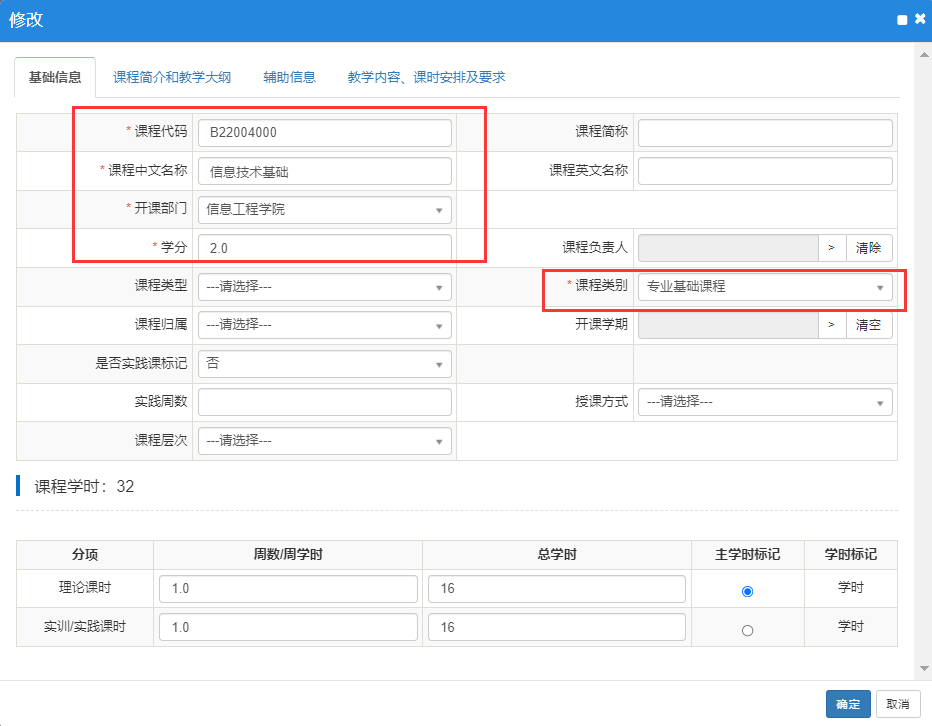 修改
基础信息 课程简介和教学大纲 辅助信息 教学内容、课时安排及要求
* 课程代码 B22004000 课程简称
* 课程中文名称 信息技术基础 课程英文名称
* 开课部门 信息工程学院
* 学分 2.0 课程负责人 > 清除
课程类型 ---请选择--- * 课程类别 专业基础课程
课程归属 ---请选择--- 开课学期 > 清空
是否实践课标记 否
实践周数 授课方式 ---请选择---
课程层次 ---请选择---
课程学时：32
分项 周数/周学时 总学时 主学时标记 学时标记
理论课时 1.0 16 学时
实训/实践课时 1.0 16 学时
确定 取消